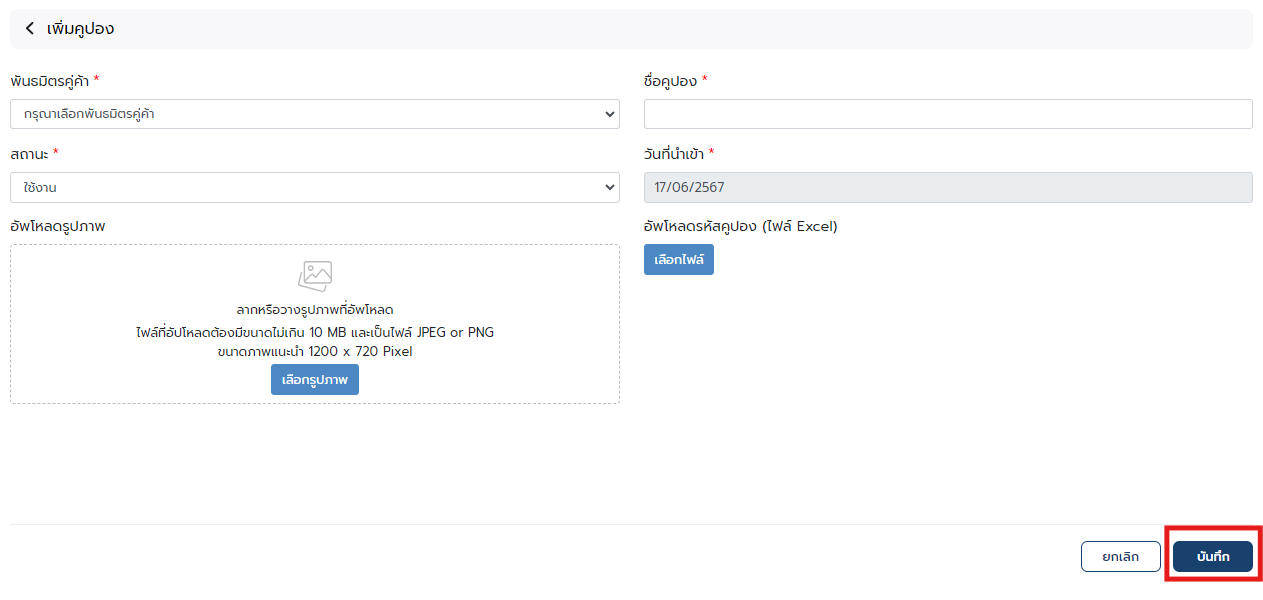 เพิ่มคูปอง
พันธมิตรคู่ค้า *
ชื่อคูปอง *
กรุณาเลือกพันธมิตรคู่ค้า
สถานะ *
วันที่นำเข้า *
ใช้งาน
17/06/2567
อัพโหลดรูปภาพ
อัพโหลดรหัสคูปอง (ไฟล์ Excel)
เลือกไฟล์
ลากหรือวางรูปภาพที่อัพโหลด
ไฟล์ที่อัปโหลดต้องมีขนาดไม่เกิน 10 MB และเป็นไฟล์ JPEG or PNG
ขนาดภาพแนะนำ 1200 x 720 Pixel
เลือกรูปภาพ
ยกเลิก
บันทึก